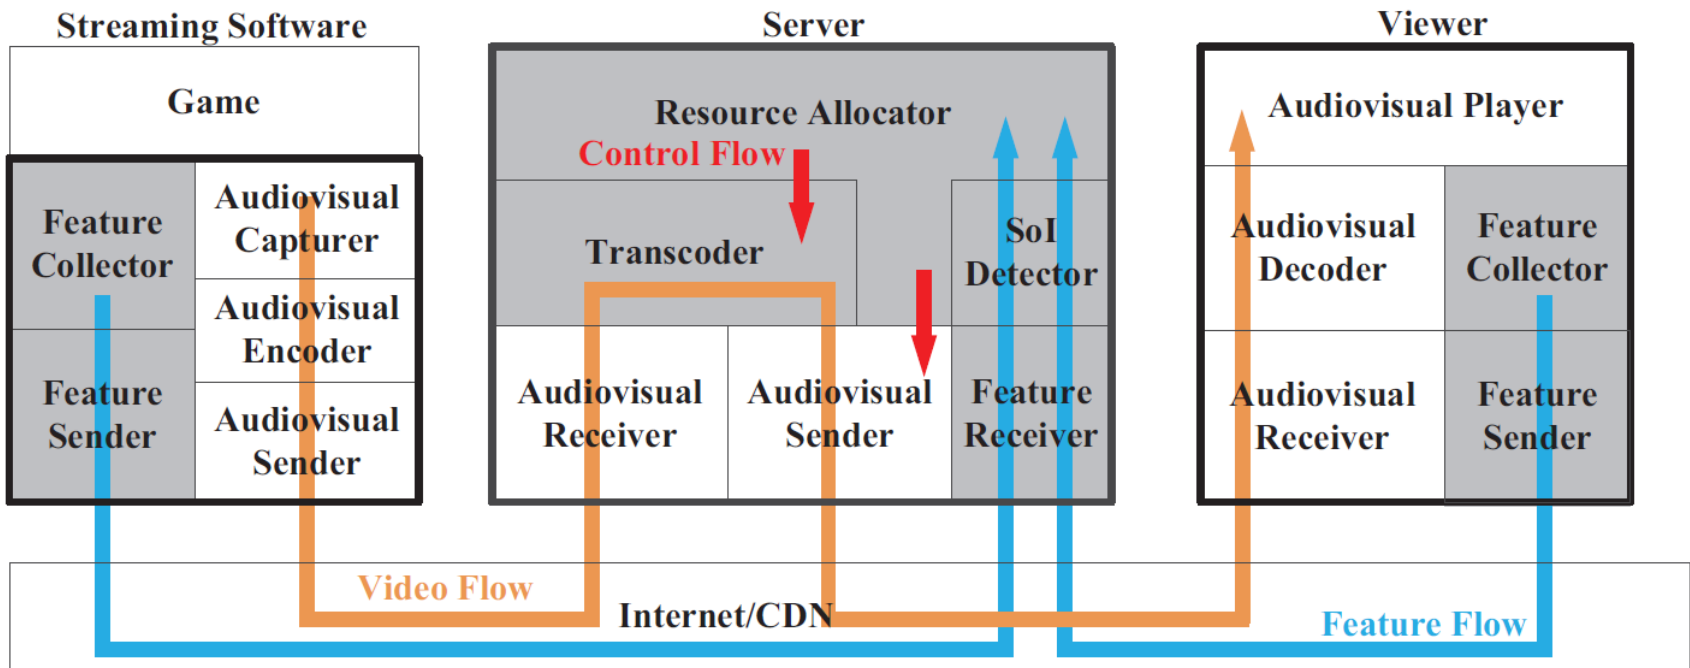 Streaming Software
Game
Feature
Collector
Feature
Sender
Audiovisual
Capturer
Audiovisual
Encoder
Audiovisual
Sender
Server
Resource Allocator
Control Flow
Transcoder
SoI
Detector
Audiovisual
Receiver
Audiovisual
Sender
Feature
Receiver
Viewer
Audiovisual Player
Audiovisual
Decoder
Feature
Collector
Audiovisual
Receiver
Feature
Sender
Video Flow
Internet/CDN
Feature Flow